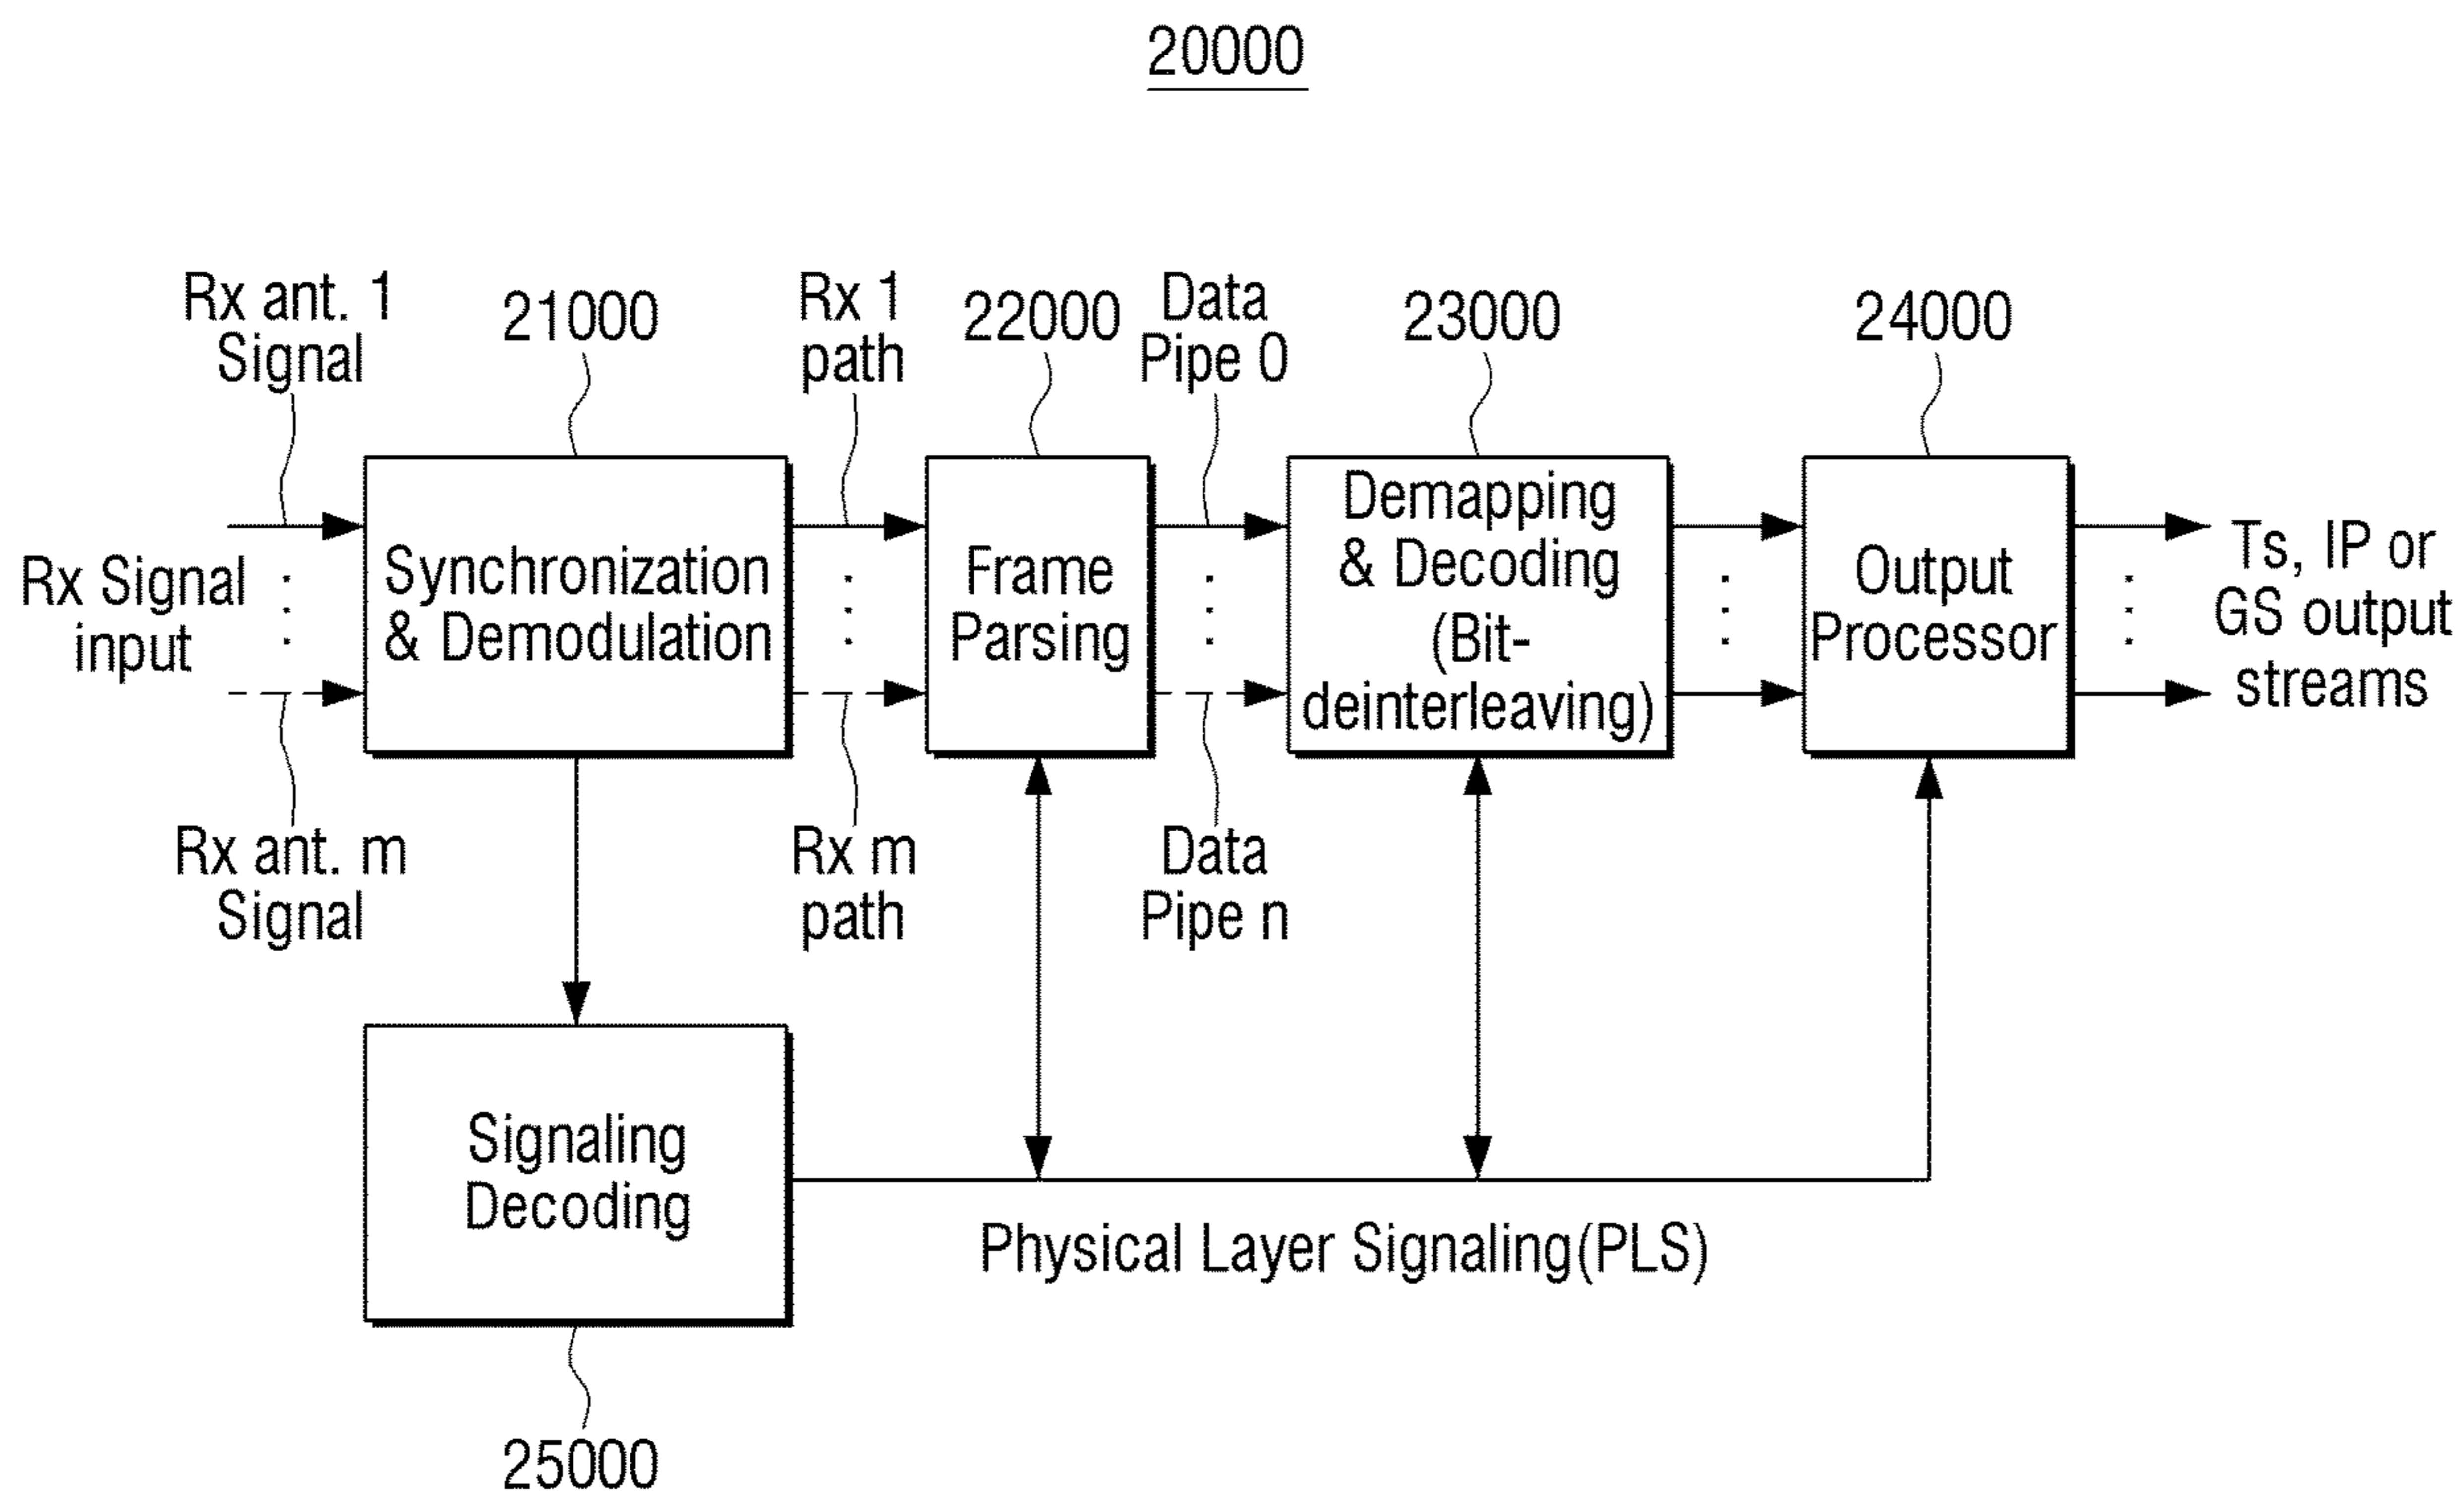 20000
Rx ant. 1
Signal
21000
Rx 1
path
22000
Data
Pipe 0
23000
24000
Rx Signal
input
Synchronization
& Demodulation
Frame
Parsing
Demapping
& Decoding
(Bit-
deinterleaving)
Output
Processor
Ts, IP or
GS output
streams
Rx ant. m
Signal
Rx m
path
Data
Pipe n
Signaling
Decoding
Physical Layer Signaling(PLS)
25000